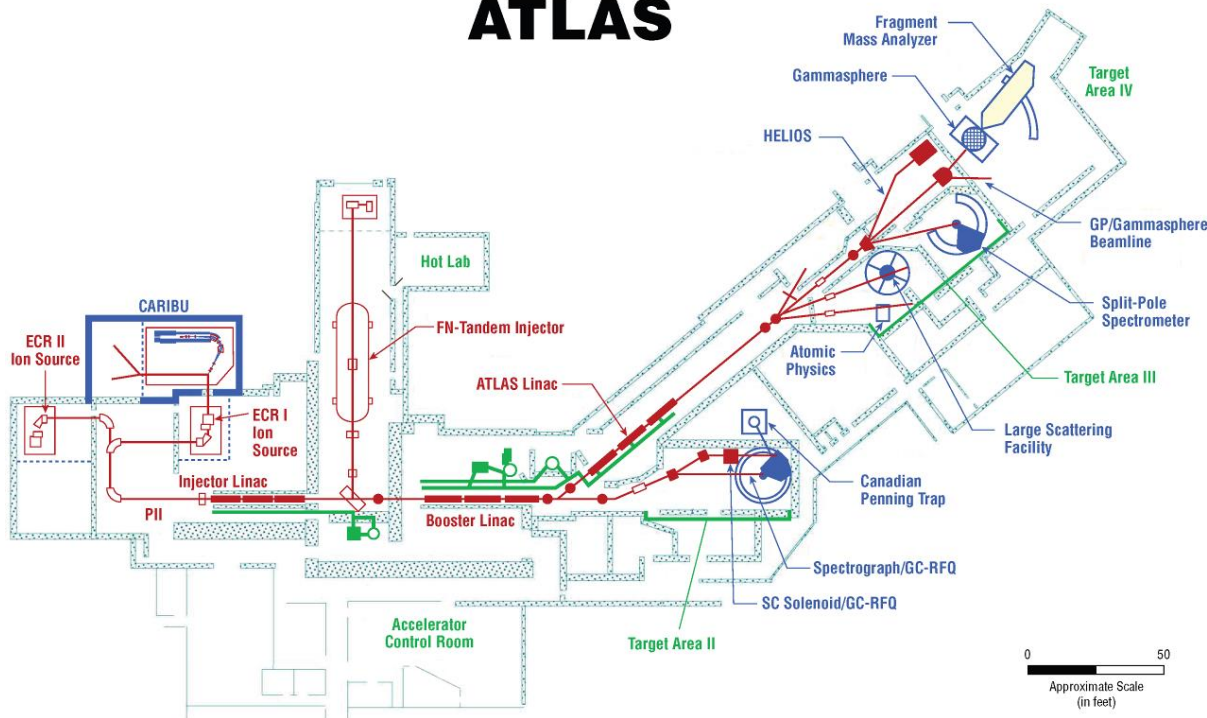 ATLAS
Fragment
Mass Analyzer
Gammasphere
Target
Area IV
HELIOS
GP/Gammasphere
Beamline
Hot Lab
CARIBU
FN-Tandem Injector
Split-Pole
Spectrometer
ECR II
Ion Source
Atomic
Physics
ATLAS Linac
Target Area III
ECR I
Ion
Source
Large Scattering
Facility
Injector Linac
Canadian
Penning Trap
PII
Booster Linac
Spectrograph/GC-RFQ
SC Solenoid/GC-RFQ
Accelerator
Control Room
Target Area II
0 50
Approximate Scale
(in feet)